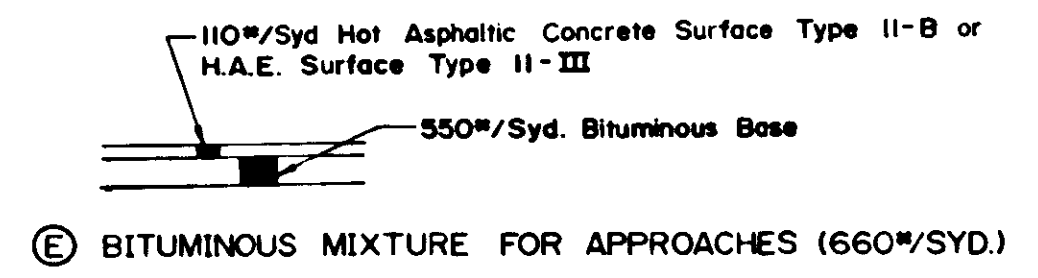 110#/Syd Hot Asphaltic Concrete Surface Type II-B or
H.A.E. Surface Type II-III
550#/Syd. Bituminous Base
(E) BITUMINOUS MIXTURE FOR APPROACHES (660#/SYD.)